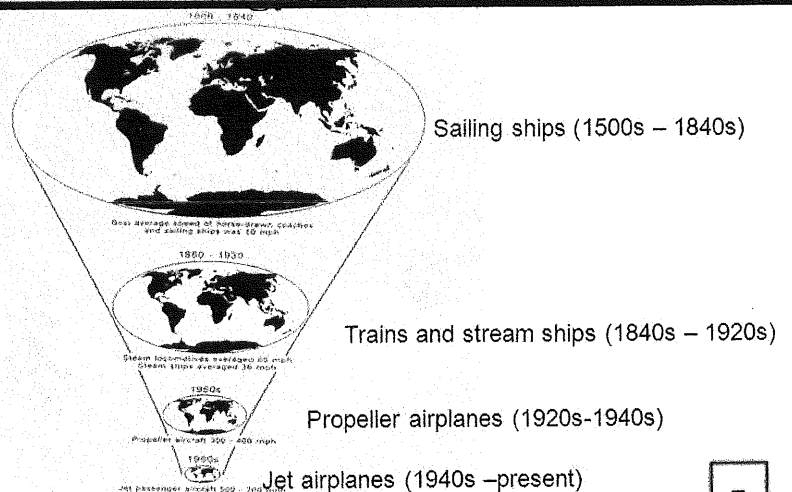 Sailing ships (1500s – 1840s)
Best average speed of horse-drawn coaches
and sailing ships was 10 mph
1850 - 1930
Trains and stream ships (1840s – 1920s)
Steam locomotives averaged 65 mph
Steam ships averaged 36 mph
1950s
Propeller airplanes (1920s-1940s)
Propeller aircraft 300 - 400 mph
1960s
Jet airplanes (1940s –present)
Jet passenger aircraft 500 -